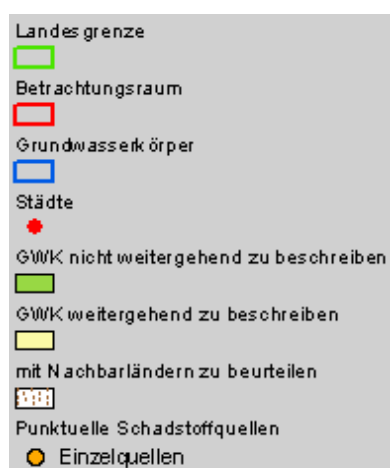 Landesgrenze
Betrachtungsraum
Grundwasserkörper
Städte
GWK nicht weitergehend zu beschreiben
GWK weitergehend zu beschreiben
mit Nachbarländern zu beurteilen
Punktuelle Schadstoffquellen
Einzelquellen